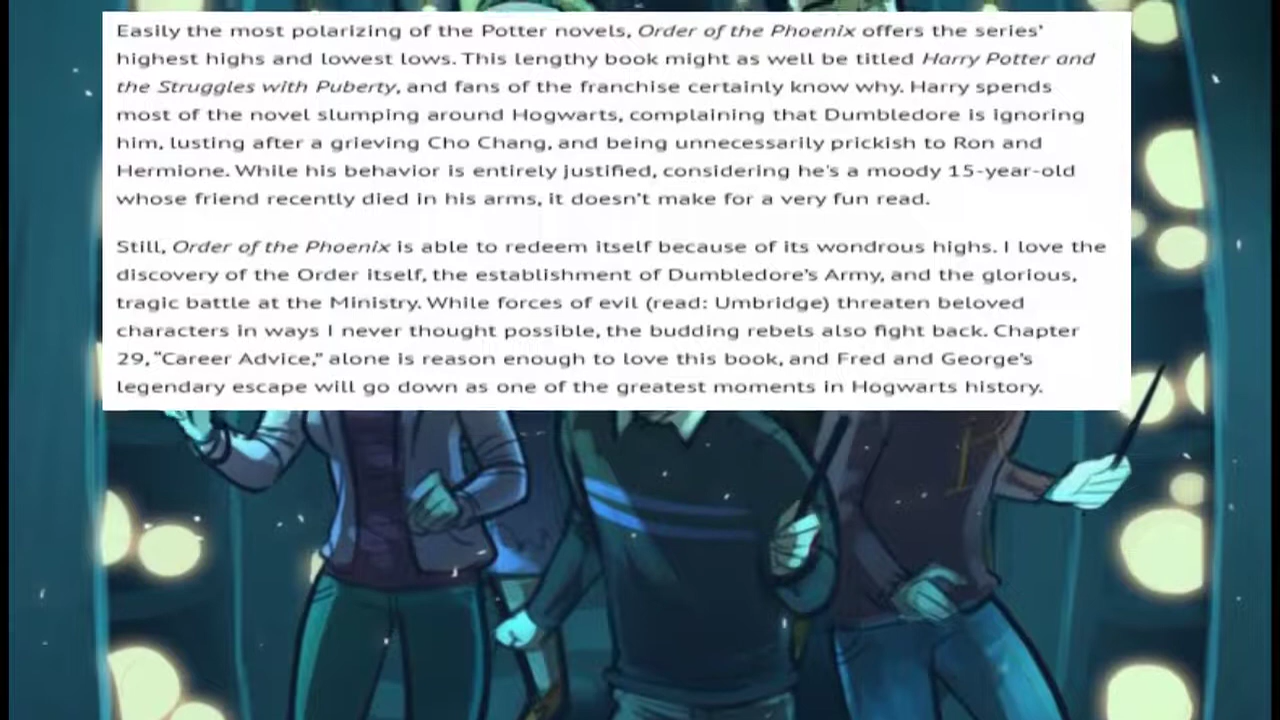 Easily the most polarizing of the Potter novels, Order of the Phoenix offers the series'
highest highs and lowest lows. This lengthy book might as well be titled Harry Potter and
the Struggles with Puberty, and fans of the franchise certainly know why. Harry spends
most of the novel slumping around Hogwarts, complaining that Dumbledore is ignoring
him, lusting after a grieving Cho Chang, and being unnecessarily prickish to Ron and
Hermione. While his behavior is entirely justified, considering he's a moody 15-year-old
whose friend recently died in his arms, it doesn't make for a very fun read.
Still, Order of the Phoenix is able to redeem itself because of its wondrous highs. I love the
discovery of the Order itself, the establishment of Dumbledore's Army, and the glorious,
tragic battle at the Ministry. While forces of evil (read: Umbridge) threaten beloved
characters in ways I never thought possible, the budding rebels also fight back. Chapter
29, “Career Advice,” alone is reason enough to love this book, and Fred and George's
legendary escape will go down as one of the greatest moments in Hogwarts history.